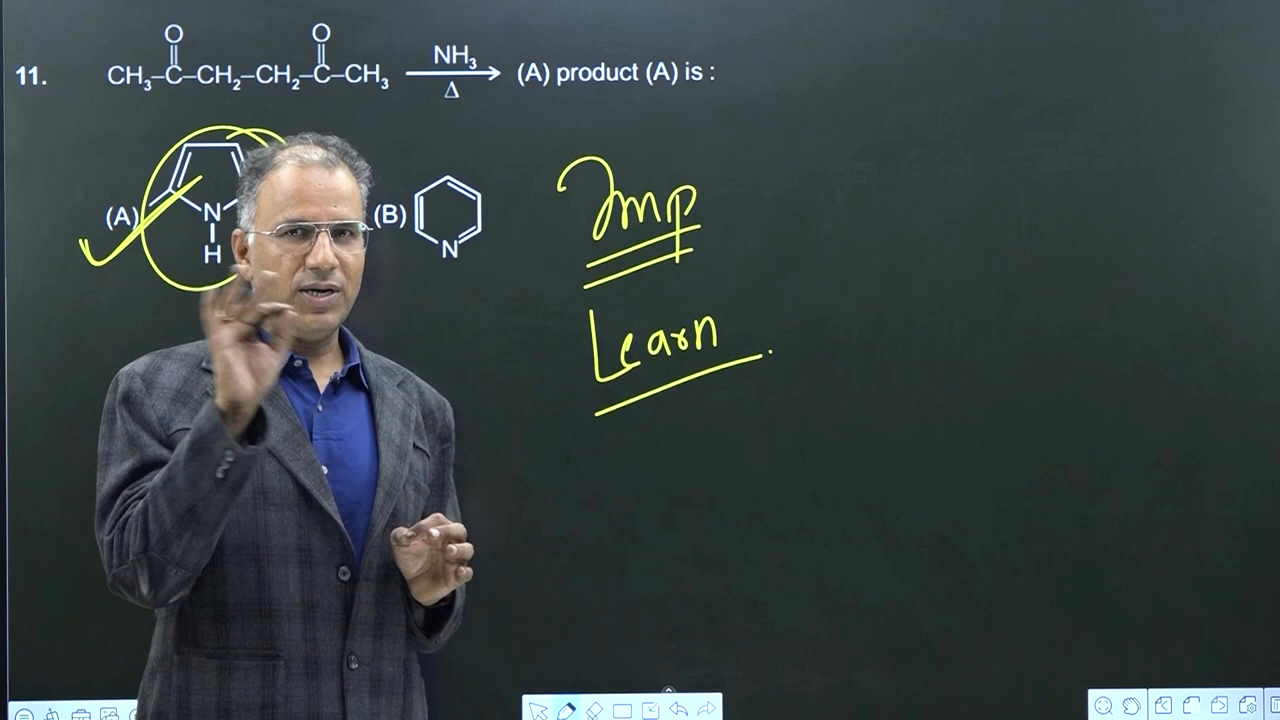 11. CH3–C–CH2–CH2–C–CH3 NH3 Δ (A) product (A) is :
O O
(A) N H
(B) N
Imp
Learn.